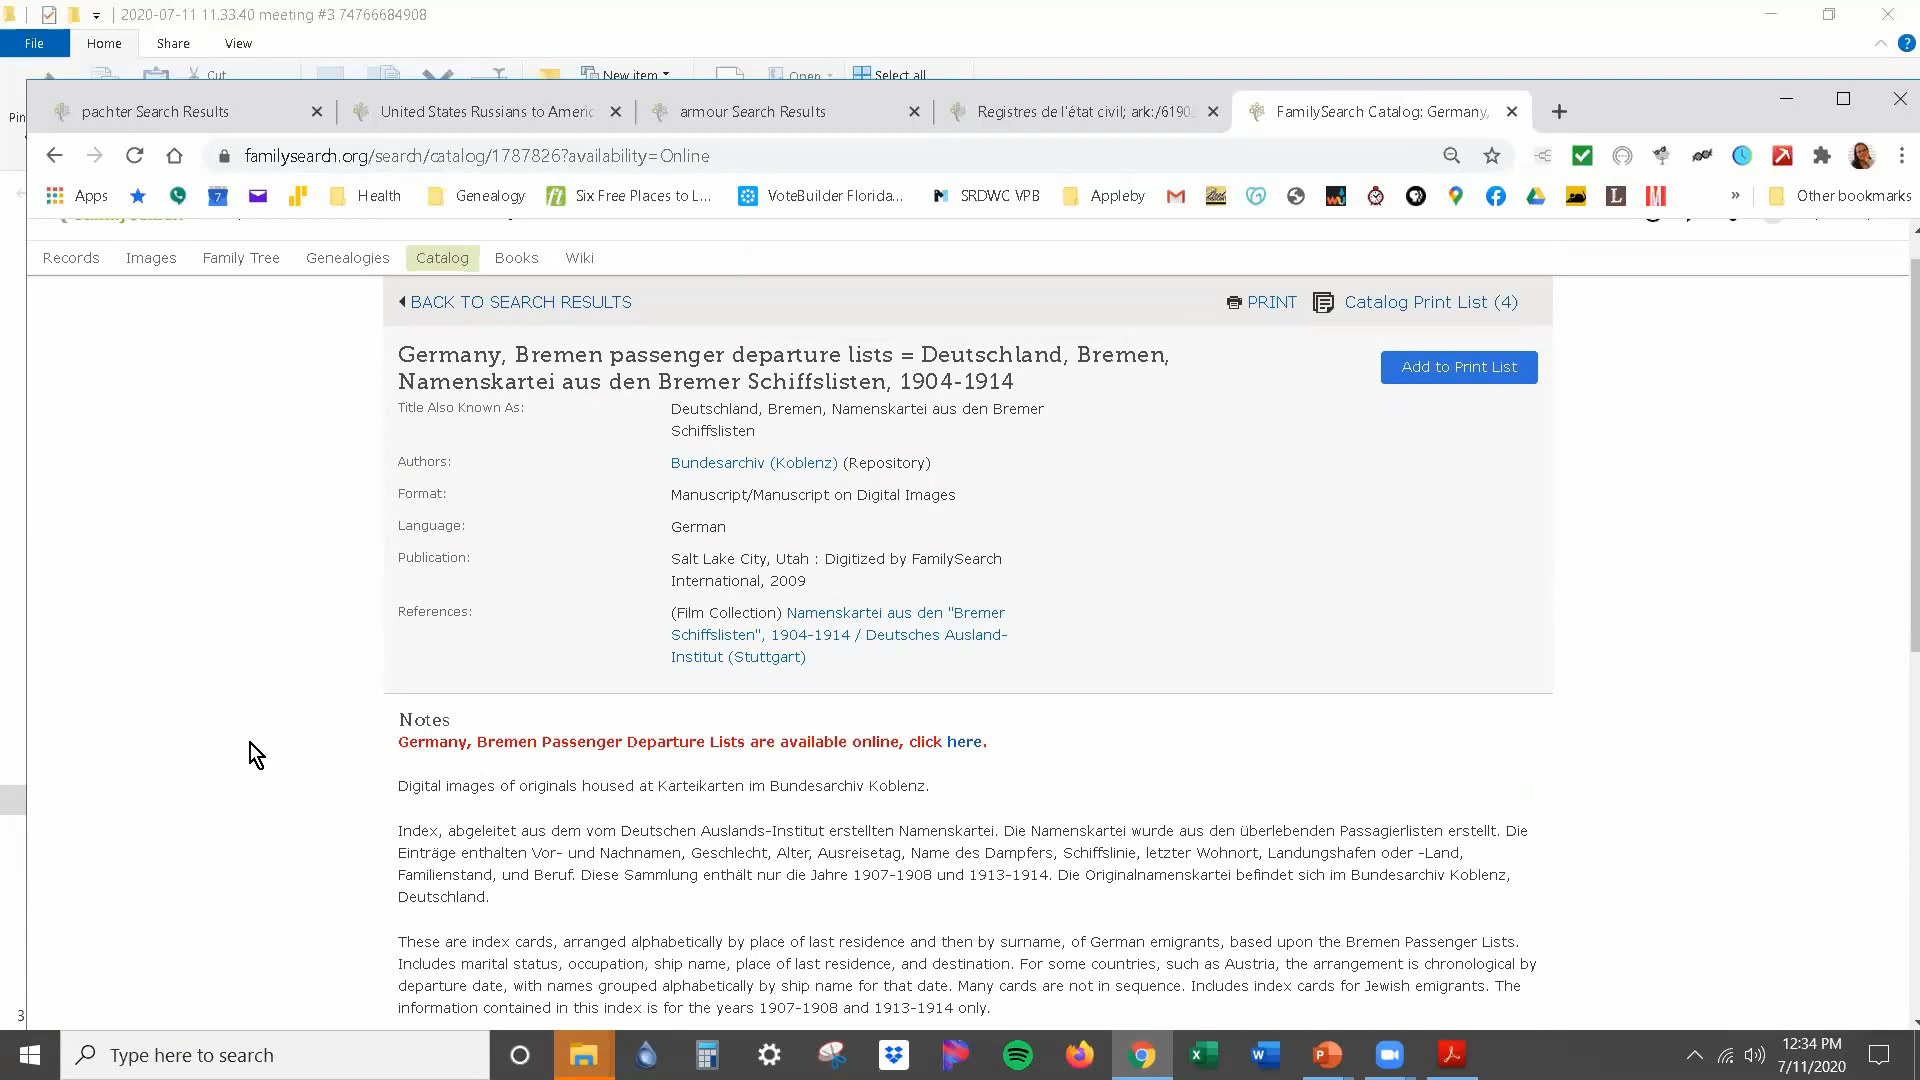 2020-07-11 11.33.40 meeting #3 74766684908
File Home Share View
Cut New item Open Select all
Pin
pachter Search Results
United States Russians to Americ
armour Search Results
Registres de l'état civil; ark:/6190
FamilySearch Catalog: Germany,
familysearch.org/search/catalog/1787826?availability=Online
Apps 7 Health Genealogy Six Free Places to L... VoteBuilder Florida... SRDWC VPB Appleby » Other bookmarks
Records Images Family Tree Genealogies Catalog Books Wiki
BACK TO SEARCH RESULTS PRINT Catalog Print List (4)
Germany, Bremen passenger departure lists = Deutschland, Bremen,
Namenskartei aus den Bremer Schiffslisten, 1904-1914
Add to Print List
Title Also Known As: Deutschland, Bremen, Namenskartei aus den Bremer
Schiffslisten
Authors: Bundesarchiv (Koblenz) (Repository)
Format: Manuscript/Manuscript on Digital Images
Language: German
Publication: Salt Lake City, Utah : Digitized by FamilySearch
International, 2009
References: (Film Collection) Namenskartei aus den "Bremer
Schiffslisten", 1904-1914 / Deutsches Ausland-
Institut (Stuttgart)
Notes
Germany, Bremen Passenger Departure Lists are available online, click here.
Digital images of originals housed at Karteikarten im Bundesarchiv Koblenz.
Index, abgeleitet aus dem vom Deutschen Auslands-Institut erstellten Namenskartei. Die Namenskartei wurde aus den überlebenden Passagierlisten erstellt. Die
Einträge enthalten Vor- und Nachnamen, Geschlecht, Alter, Ausreisetag, Name des Dampfers, Schiffslinie, letzter Wohnort, Landungshafen oder -Land,
Familienstand, und Beruf. Diese Sammlung enthält nur die Jahre 1907-1908 und 1913-1914. Die Originalnamenskartei befindet sich im Bundesarchiv Koblenz,
Deutschland.
These are index cards, arranged alphabetically by place of last residence and then by surname, of German emigrants, based upon the Bremen Passenger Lists.
Includes marital status, occupation, ship name, place of last residence, and destination. For some countries, such as Austria, the arrangement is chronological by
departure date, with names grouped alphabetically by ship name for that date. Many cards are not in sequence. Includes index cards for Jewish emigrants. The
information contained in this index is for the years 1907-1908 and 1913-1914 only.
3
Type here to search
12:34 PM
7/11/2020